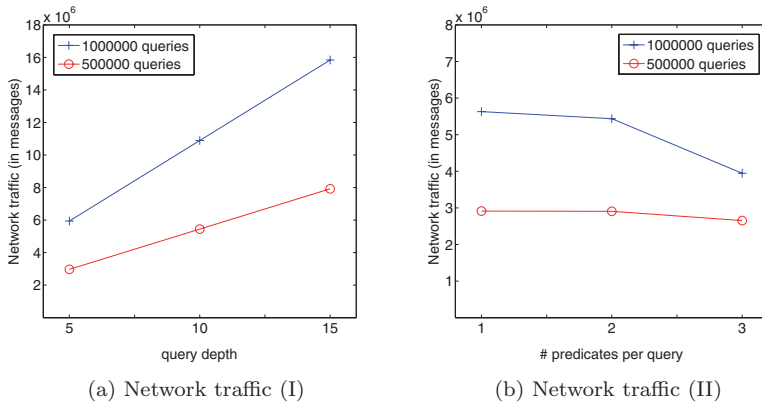 18 x 10^6
16
14
12
10
8
6
4
2
5
10
15
Network traffic (in messages)
query depth
1000000 queries
500000 queries
(a) Network traffic (I)
8 x 10^6
7
6
5
4
3
2
1
1
2
3
Network traffic (in messages)
# predicates per query
1000000 queries
500000 queries
(b) Network traffic (II)